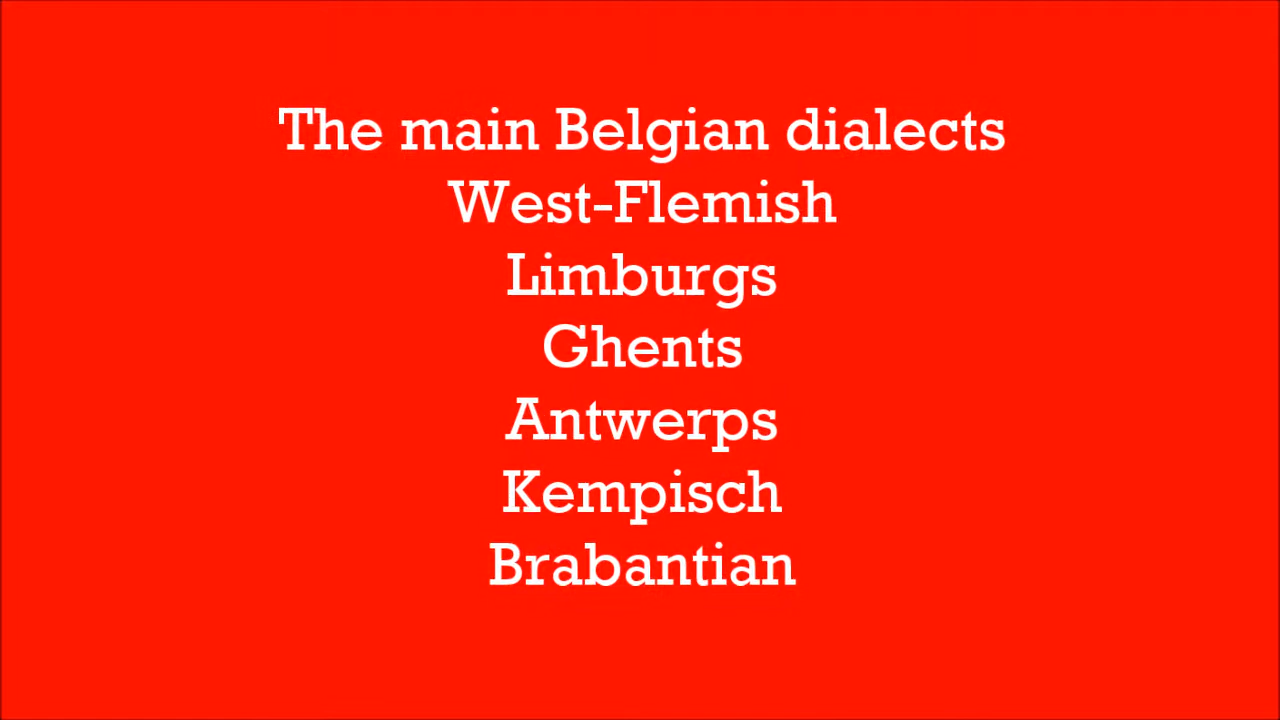 The main Belgian dialects
West-Flemish
Limburgs
Ghents
Antwerps
Kempisch
Brabantian